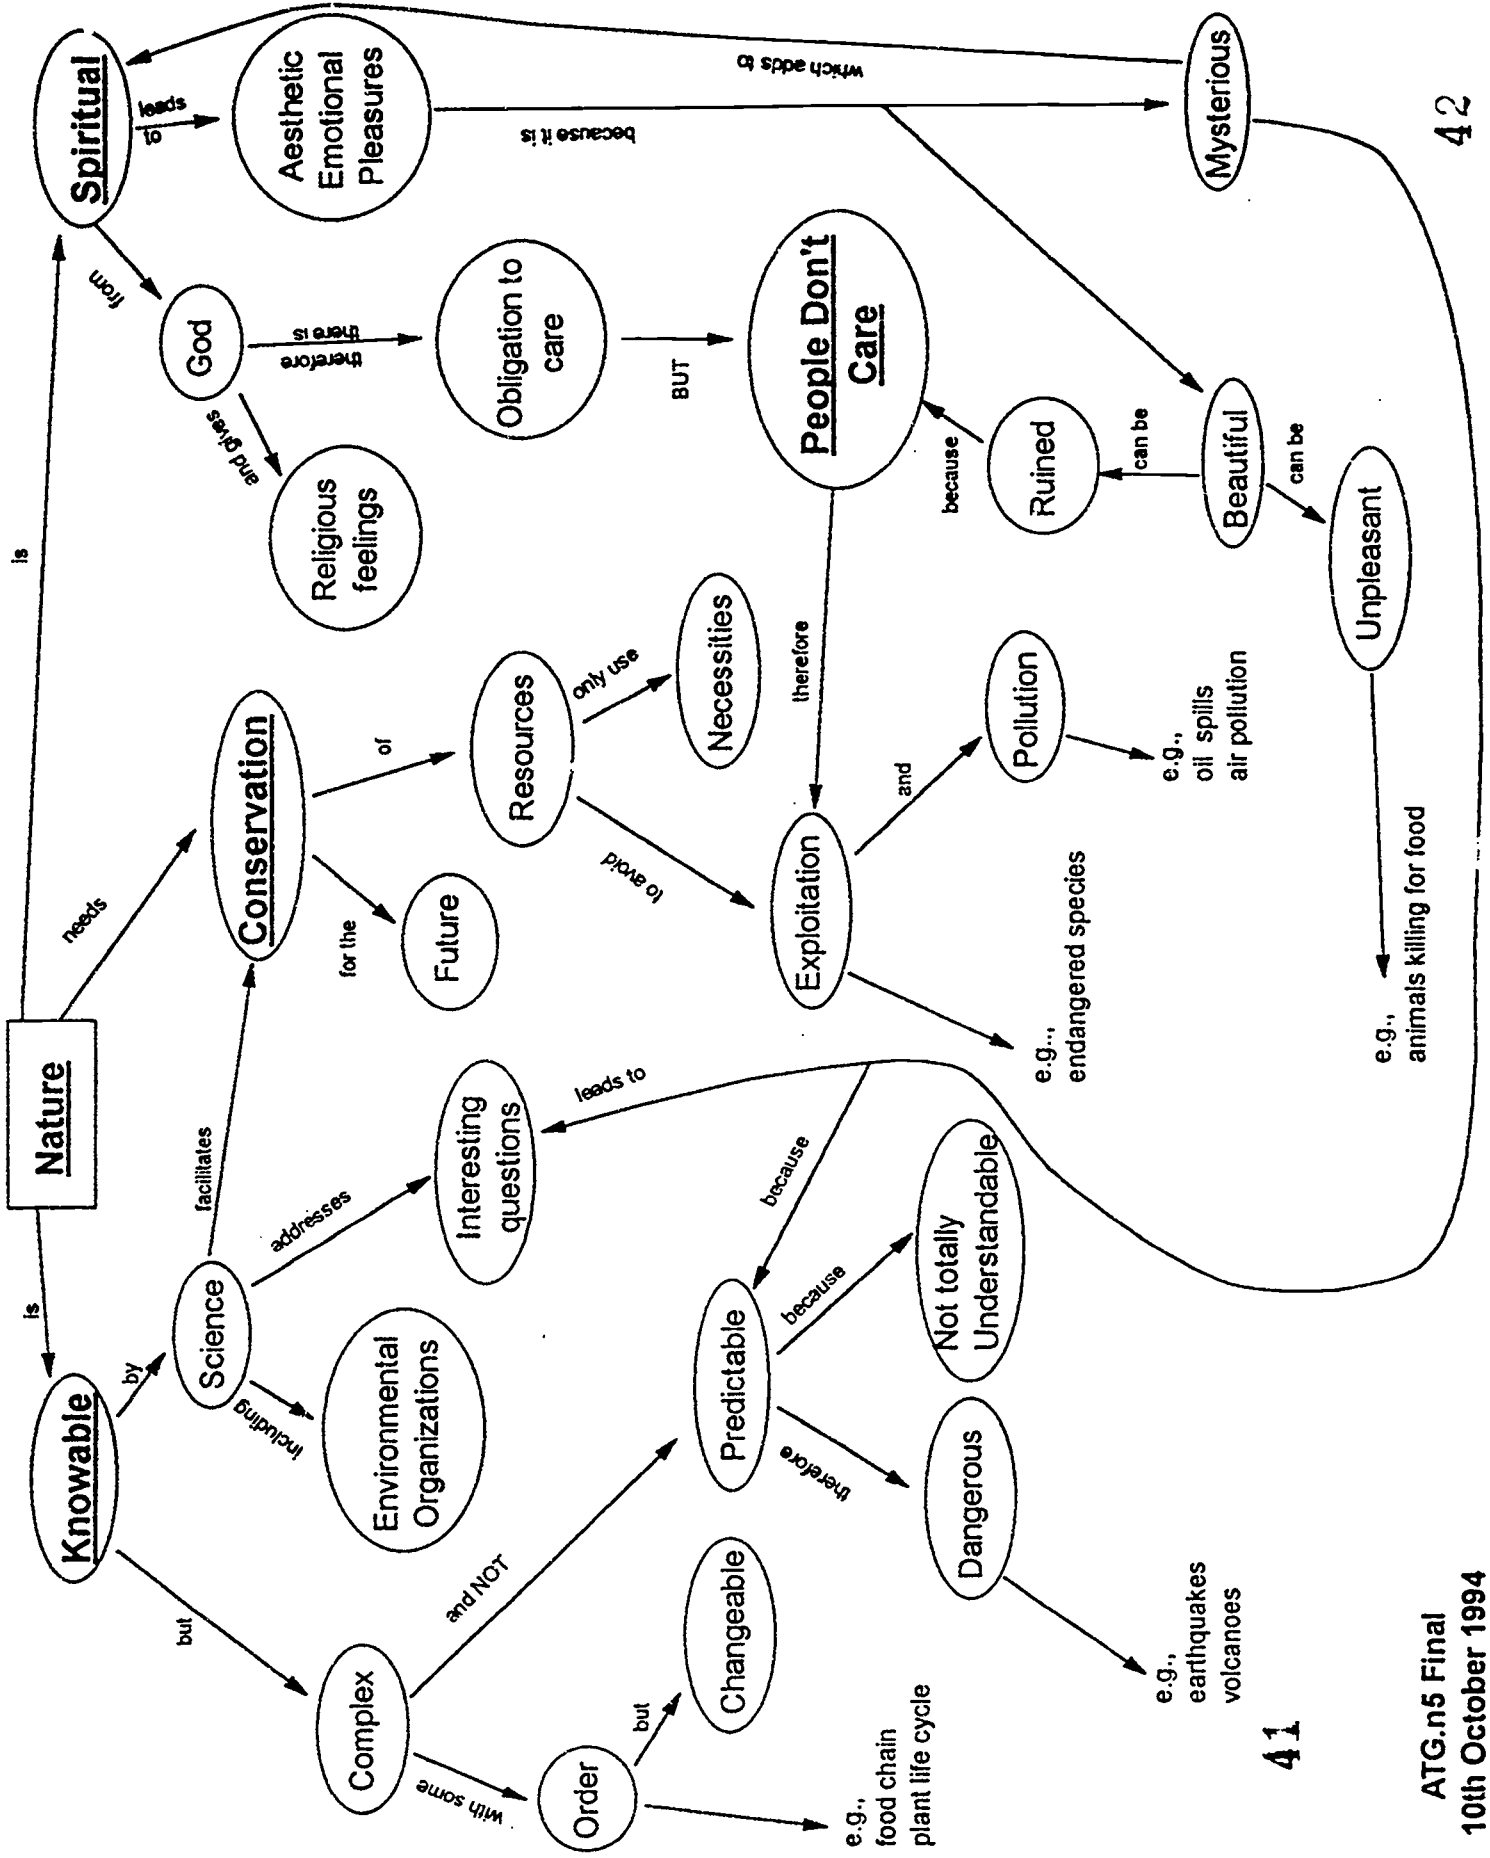 Nature
is
needs
is
Knowable
Conservation
Spiritual
by
facilitates
from
leads
to
Science
God
Aesthetic
Emotional
Pleasures
but
including
addresses
for the
of
and gives
therefore
there is
because it is
which adds to
Environmental
Organizations
Interesting
questions
Future
Resources
Religious
feelings
Obligation to
care
Complex
and NOT
leads to
to avoid
only use
BUT
with some
Order
but
Changeable
Predictable
because
Exploitation
Necessities
therefore
People Don't
Care
therefore
because
and
because
Dangerous
Not totally
Understandable
Pollution
Ruined
can be
Beautiful
can be
Mysterious
Unpleasant
e.g.,
food chain
plant life cycle
e.g.,
earthquakes
volcanoes
e.g..,
endangered species
e.g.,
oil spills
air pollution
e.g.,
animals killing for food
41
42
ATG.n5 Final
10th October 1994